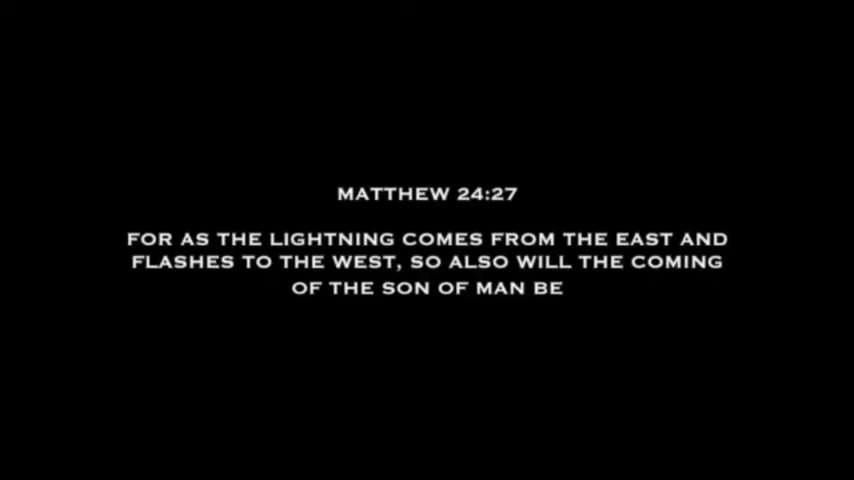 MATTHEW 24:27
FOR AS THE LIGHTNING COMES FROM THE EAST AND
FLASHES TO THE WEST, SO ALSO WILL THE COMING
OF THE SON OF MAN BE